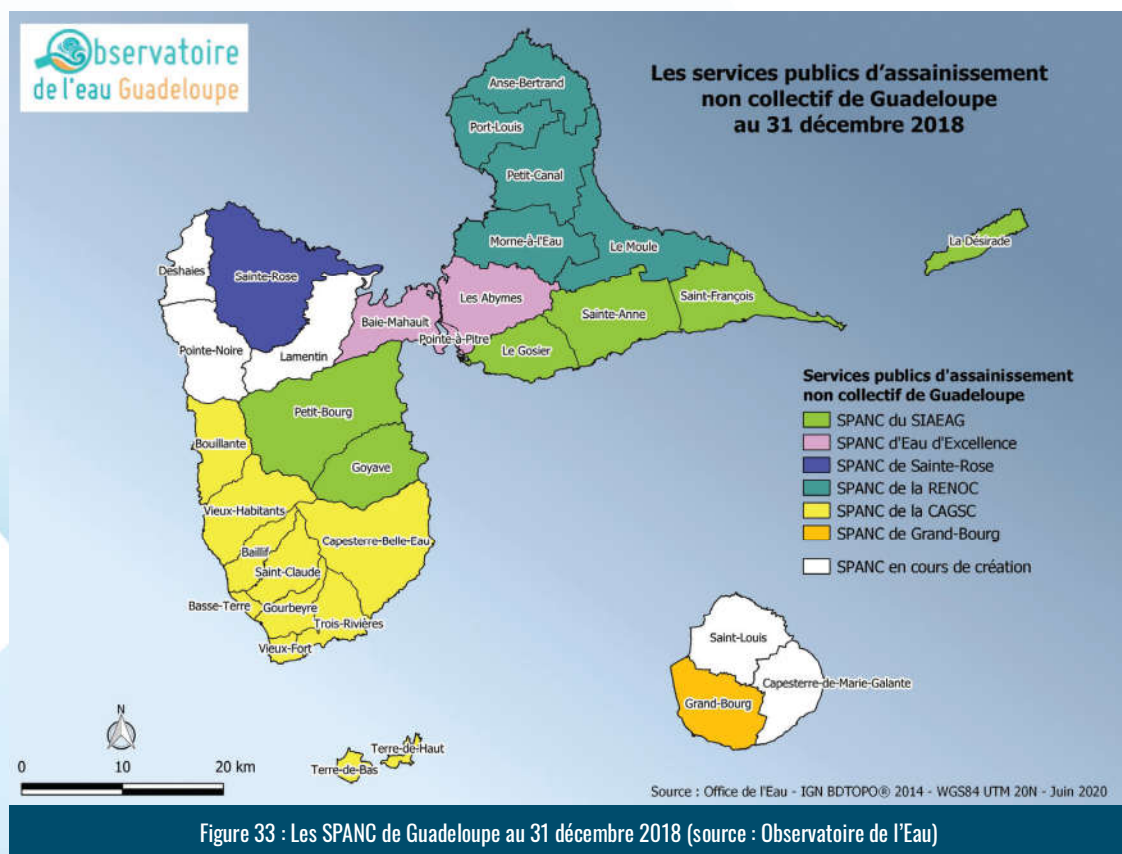 Observatoire
de l'eau Guadeloupe
Les services publics d'assainissement
non collectif de Guadeloupe
au 31 décembre 2018
Anse-Bertrand
Port-Louis
Petit-Canal
Morne-à-l'Eau
Le Moule
La Désirade
Deshaies
Sainte-Rose
Les Abymes
Sainte-Anne
Saint-François
Baie-Mahault
Pointe-à-Pitre
Le Gosier
Pointe-Noire
Lamentin
Petit-Bourg
Bouillante
Goyave
Vieux-Habitants
Capesterre-Belle-Eau
Baillif
Saint-Claude
Basse-Terre
Gourbeyre
Trois-Rivières
Vieux-Fort
Services publics d'assainissement
non collectif de Guadeloupe
SPANC du SIAEAG
SPANC d'Eau d'Excellence
SPANC de Sainte-Rose
SPANC de la RENOC
SPANC de la CAGSC
SPANC de Grand-Bourg
SPANC en cours de création
Saint-Louis
Capesterre-de-Marie-Galante
Grand-Bourg
Terre-de-Haut
Terre-de-Bas
N
0 10 20 km
Source : Office de l'Eau - IGN BDTOPO® 2014 - WGS84 UTM 20N - Juin 2020
Figure 33 : Les SPANC de Guadeloupe au 31 décembre 2018 (source : Observatoire de l'Eau)